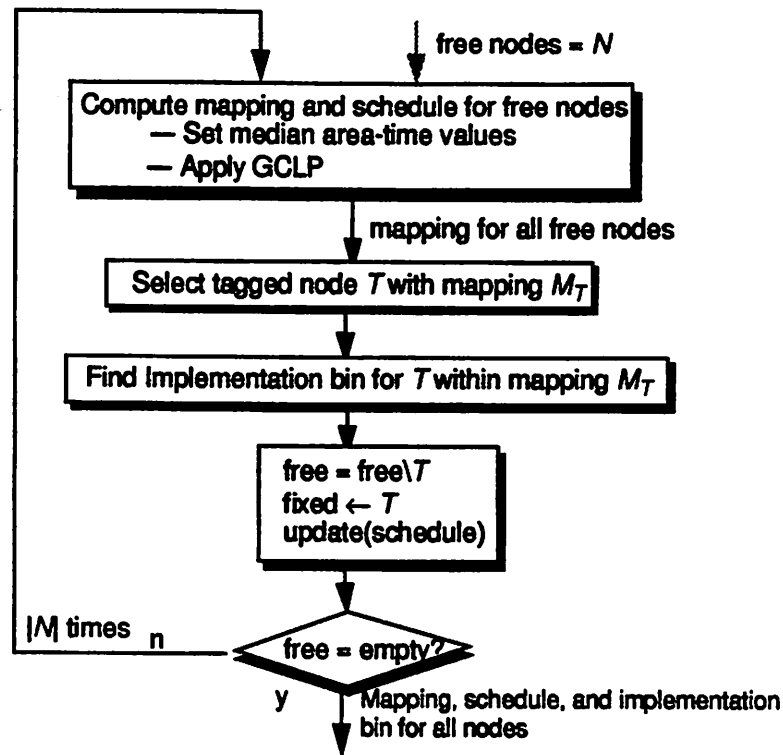 free nodes = N
Compute mapping and schedule for free nodes
— Set median area-time values
— Apply GCLP
mapping for all free nodes
Select tagged node T with mapping M_T
Find Implementation bin for T within mapping M_T
free = free\T
fixed ← T
update(schedule)
|N| times n
free = empty?
y
Mapping, schedule, and implementation
bin for all nodes